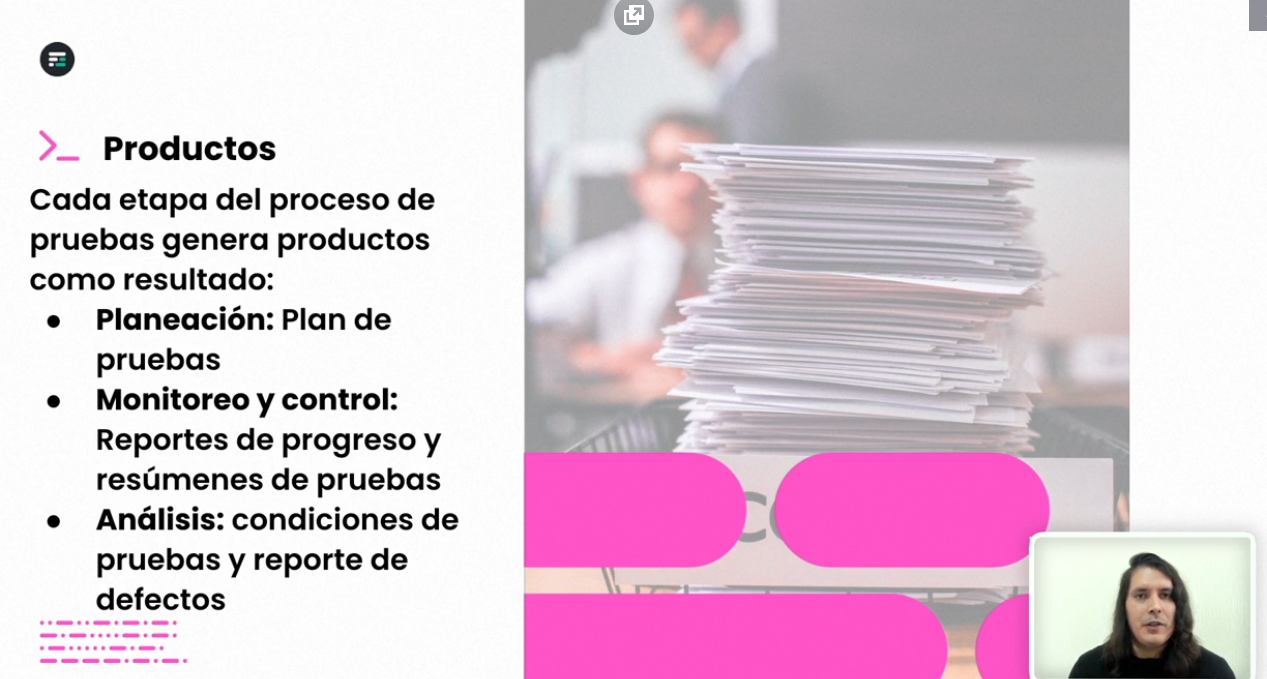 Productos
Cada etapa del proceso de
pruebas genera productos
como resultado:
● Planeación: Plan de
pruebas
● Monitoreo y control:
Reportes de progreso y
resúmenes de pruebas
● Análisis: condiciones de
pruebas y reporte de
defectos